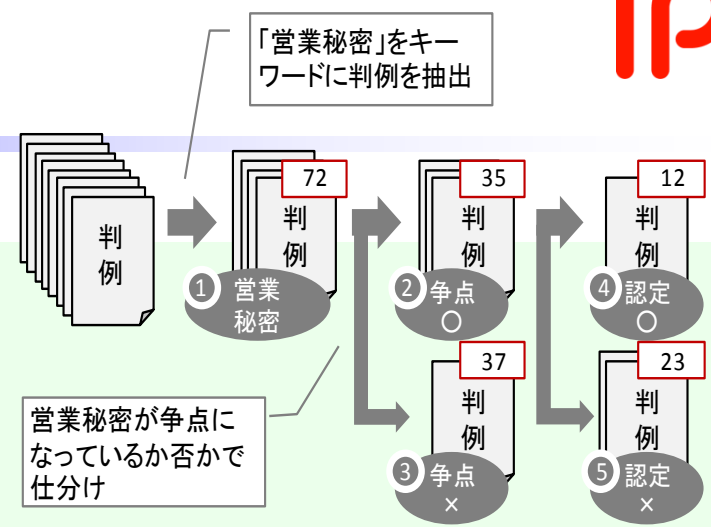 「営業秘密」をキー
ワードに判例を抽出
判
例
72
判
例
① 営業
秘密
35
判
例
② 争点
○
12
判
例
④ 認定
○
37
判
例
③ 争点
×
23
判
例
⑤ 認定
×
営業秘密が争点に
なっているか否かで
仕分け